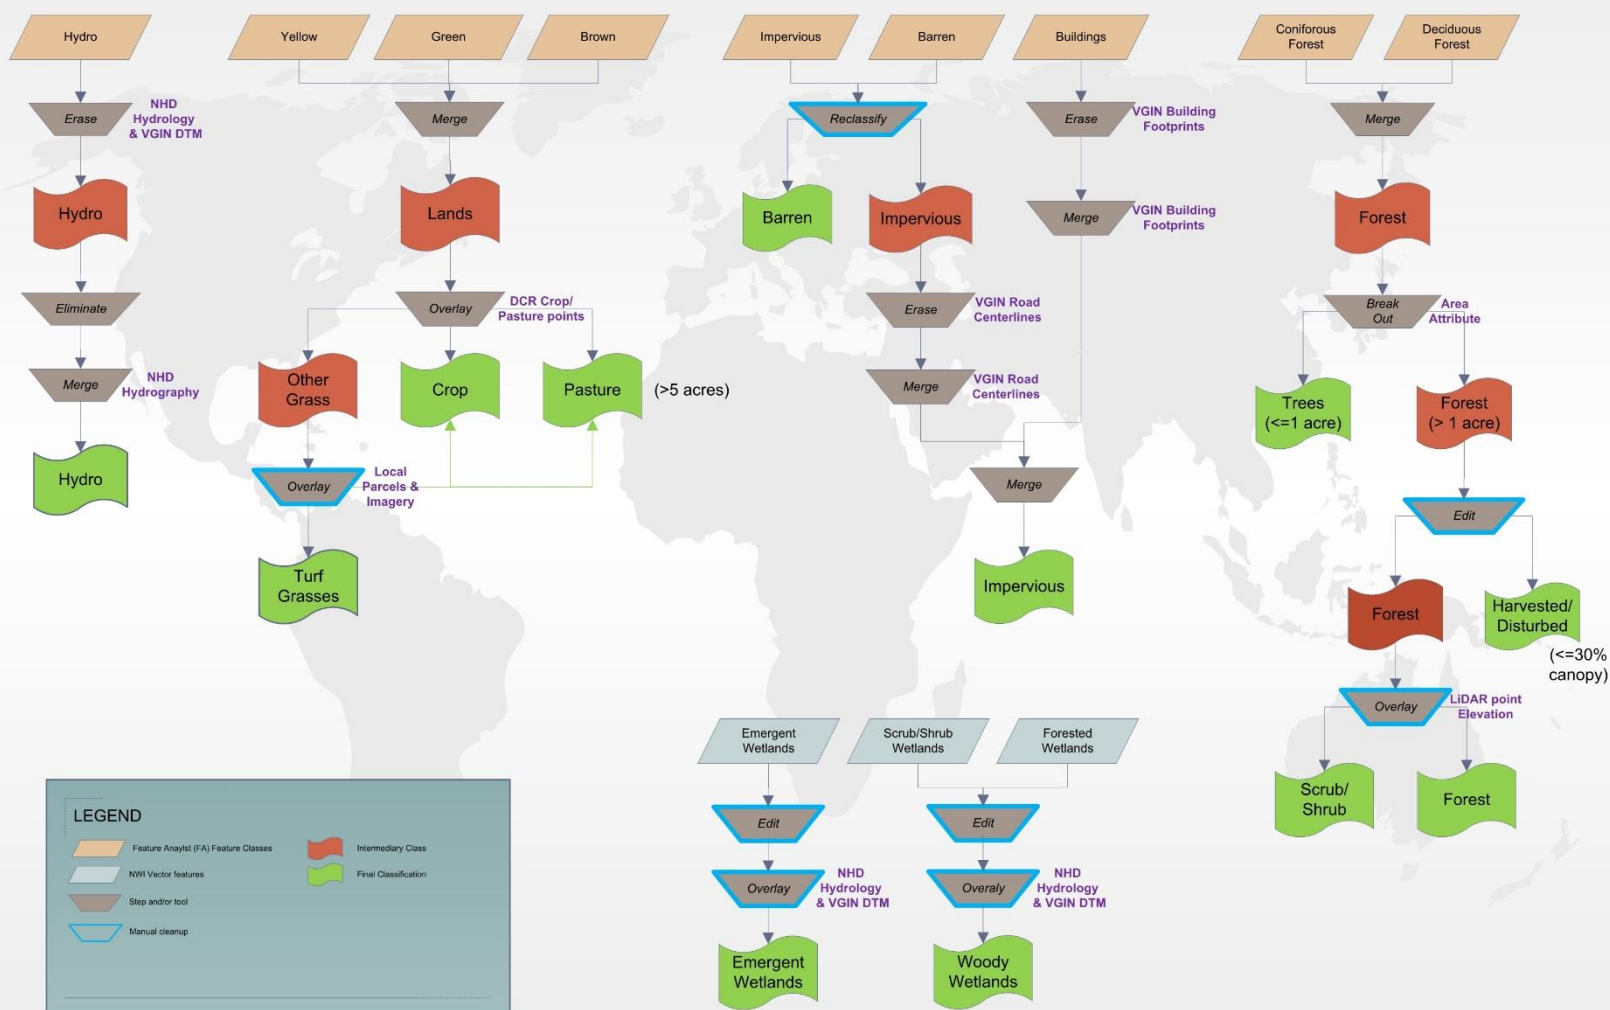 Hydro
Yellow
Green
Brown
Impervious
Barren
Buildings
Coniforous
Forest
Deciduous
Forest
Erase
NHD
Hydrology
& VGIN DTM
Merge
Reclassify
Erase
VGIN Building
Footprints
Merge
Hydro
Lands
Barren
Impervious
Merge
VGIN Building
Footprints
Forest
Eliminate
Overlay
DCR Crop/
Pasture points
Erase
VGIN Road
Centerlines
Break
Out
Area
Attribute
Merge
NHD
Hydrography
Other
Grass
Crop
Pasture
(>5 acres)
Merge
VGIN Road
Centerlines
Trees
(<=1 acre)
Forest
(> 1 acre)
Hydro
Overlay
Local
Parcels &
Imagery
Merge
Edit
Turf
Grasses
Impervious
Forest
Harvested/
Disturbed
(<=30%
canopy)
Overlay
LiDAR point
Elevation
Scrub/
Shrub
Forest
Emergent
Wetlands
Scrub/Shrub
Wetlands
Forested
Wetlands
Edit
Edit
Overlay
NHD
Hydrology
& VGIN DTM
Overaly
NHD
Hydrology
& VGIN DTM
Emergent
Wetlands
Woody
Wetlands
LEGEND
Feature Anaylst (FA) Feature Classes
Intermediary Class
NWI Vector features
Final Classification
Step and/or tool
Manual cleanup